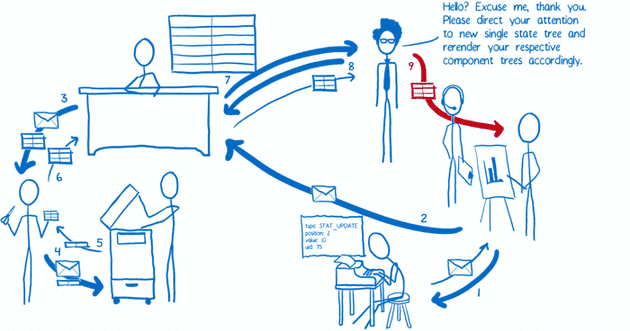 Hello? Excuse me, thank you.
Please direct your attention
to new single state tree and
rerender your respective
component trees accordingly.
7
8
9
3
6
2
type: STAT_UPDATE
position: 2
value: 10
uid: 75
5
4
1